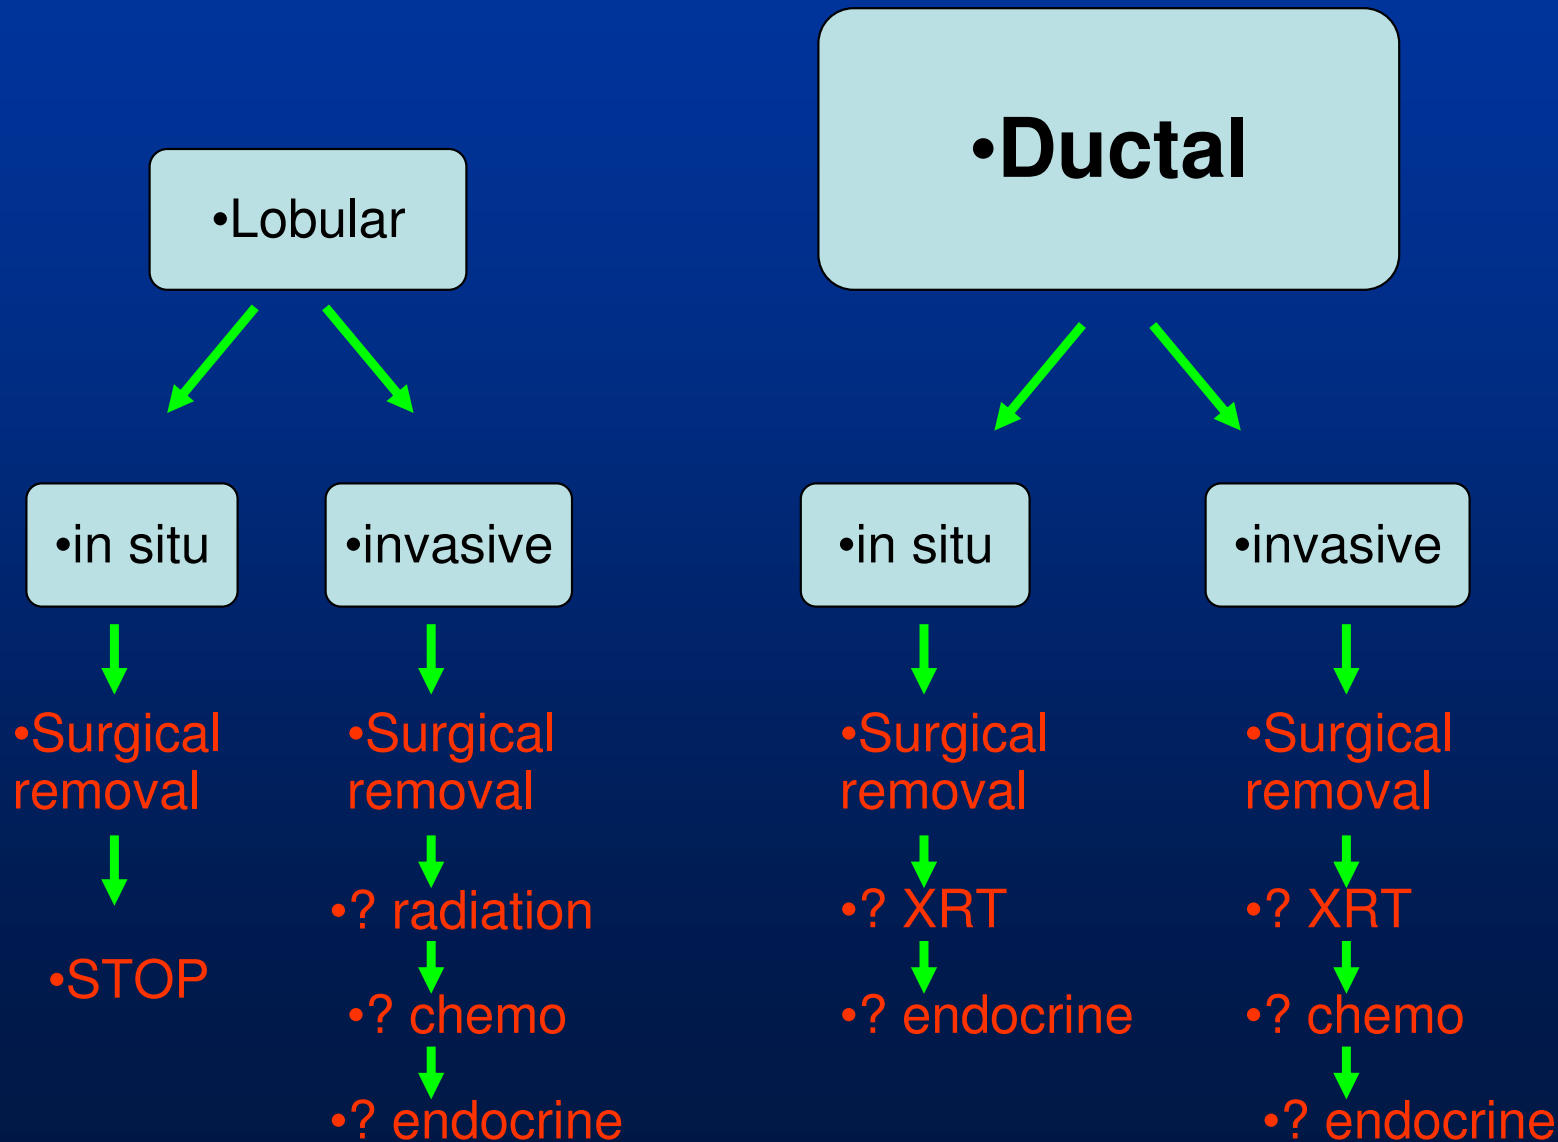 •Ductal
•Lobular
•in situ
•invasive
•in situ
•invasive
•Surgical
removal
•Surgical
removal
•Surgical
removal
•Surgical
removal
•? radiation
•? XRT
•? XRT
•STOP
•? chemo
•? endocrine
•? chemo
•? endocrine
•? endocrine